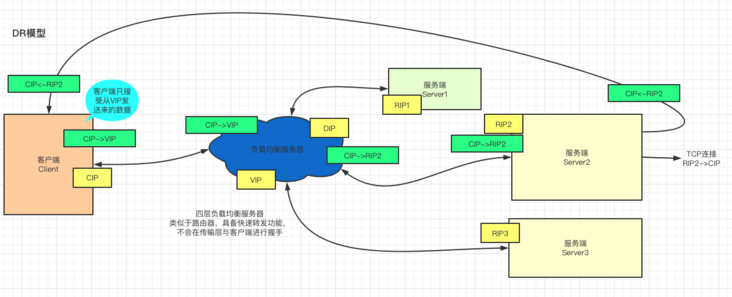 DR模型
CIP<-RIP2
客户端只接
受从VIP发
送来的数据
CIP->VIP
客户端
Client
CIP
CIP->VIP
DIP
负载均衡服务器
VIP
CIP->RIP2
四层负载均衡服务器
类似于路由器，具备快速转发功能，
不会在传输层与客户端进行握手
服务端
Server1
RIP1
CIP<-RIP2
RIP2
CIP->RIP2
服务端
Server2
TCP连接
RIP2->CIP
RIP3
服务端
Server3